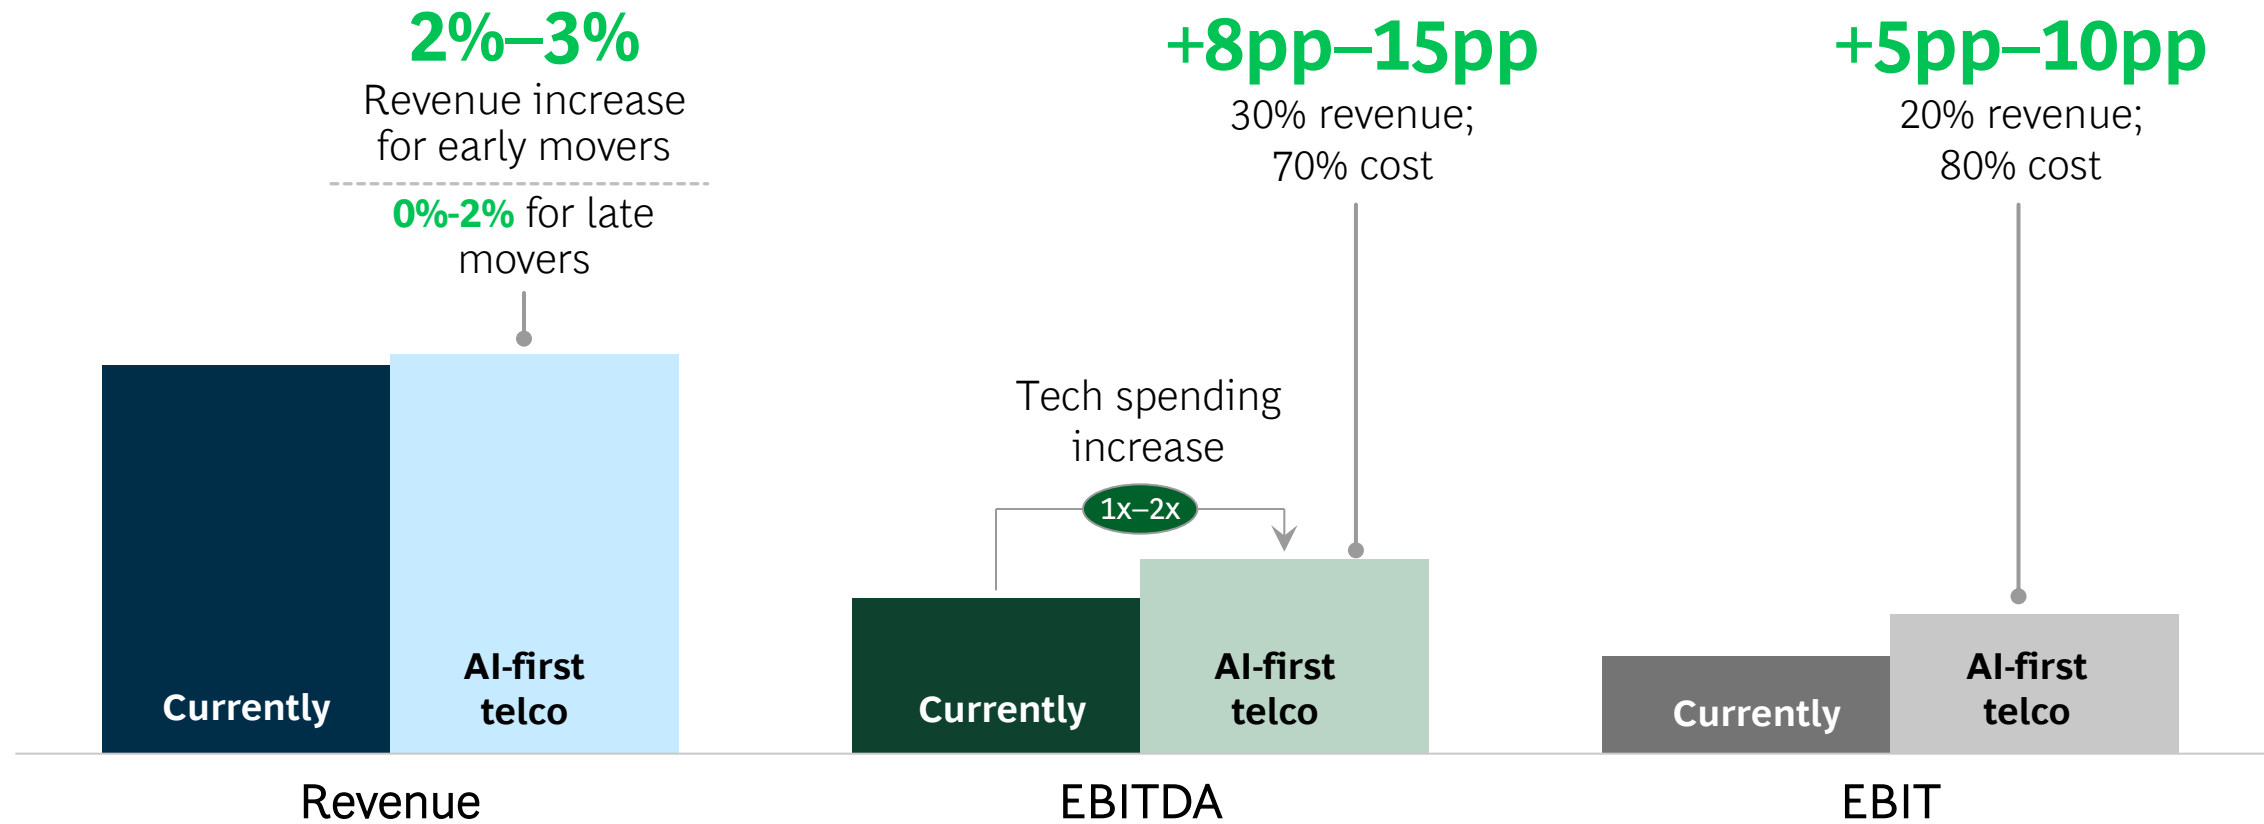 2%–3%
Revenue increase
for early movers
0%-2% for late
movers
+8pp–15pp
30% revenue;
70% cost
+5pp–10pp
20% revenue;
80% cost
Tech spending
increase
1x–2x
Currently
AI-first
telco
Currently
AI-first
telco
Currently
AI-first
telco
Revenue
EBITDA
EBIT